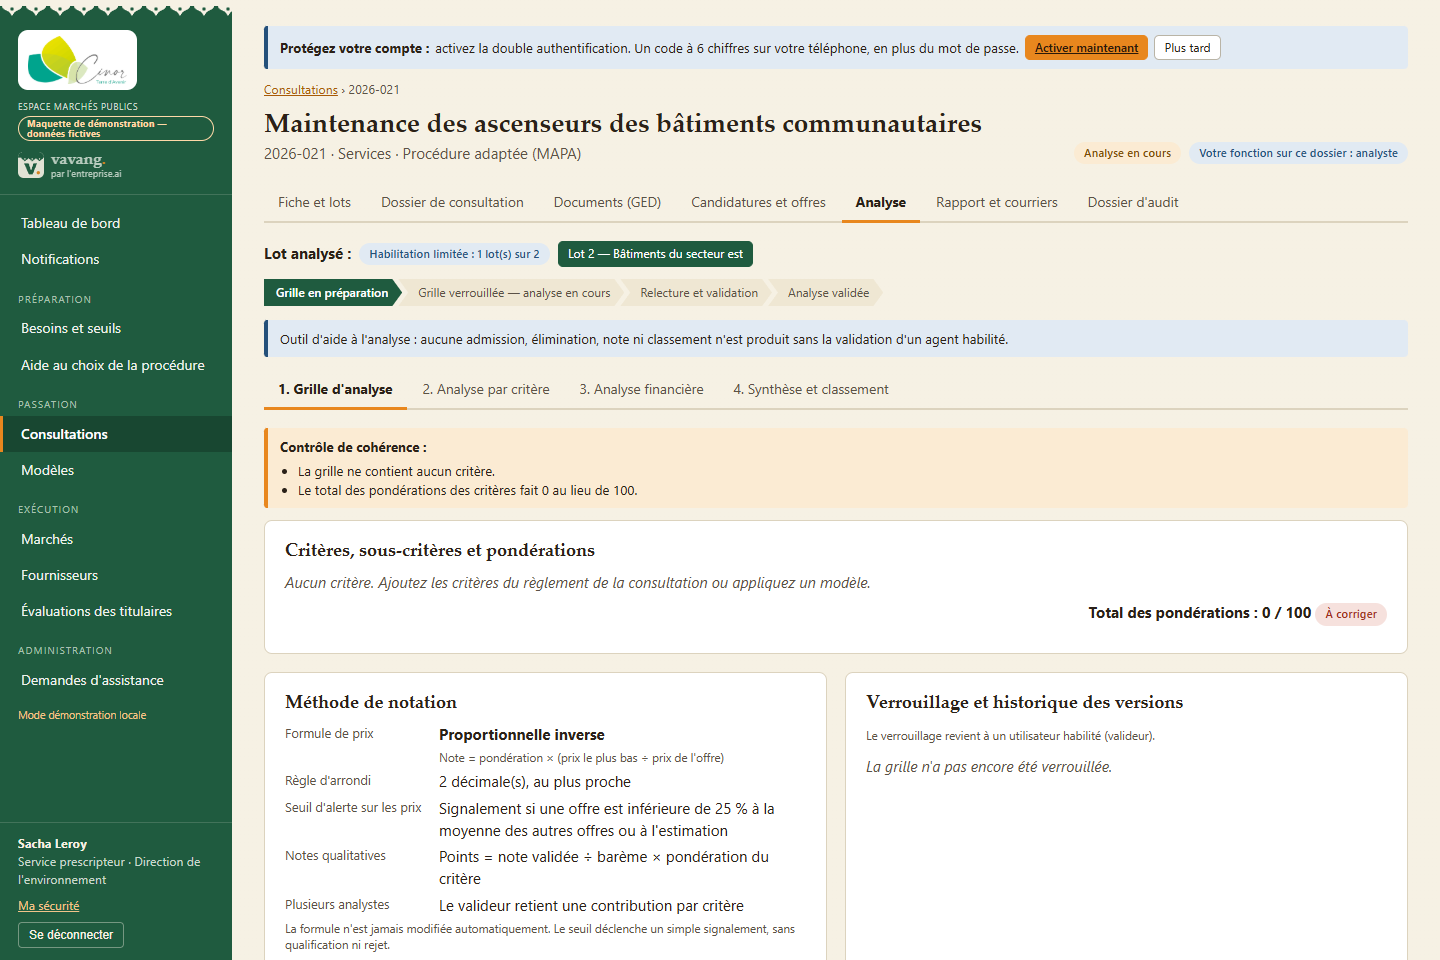 Cinor
Terre d'Avenir
ESPACE MARCHÉS PUBLICS
Maquette de démonstration —
données fictives
vavang.
par l'entreprise.ai
Tableau de bord
Notifications
PRÉPARATION
Besoins et seuils
Aide au choix de la procédure
PASSATION
Consultations
Modèles
EXÉCUTION
Marchés
Fournisseurs
Évaluations des titulaires
ADMINISTRATION
Demandes d'assistance
Mode démonstration locale
Sacha Leroy
Service prescripteur · Direction de
l'environnement
Ma sécurité
Se déconnecter
Protégez votre compte : activez la double authentification. Un code à 6 chiffres sur votre téléphone, en plus du mot de passe. Activer maintenant Plus tard
Consultations › 2026-021
Maintenance des ascenseurs des bâtiments communautaires
2026-021 · Services · Procédure adaptée (MAPA)
Analyse en cours Votre fonction sur ce dossier : analyste
Fiche et lots Dossier de consultation Documents (GED) Candidatures et offres Analyse Rapport et courriers Dossier d'audit
Lot analysé : Habilitation limitée : 1 lot(s) sur 2 Lot 2 — Bâtiments du secteur est
Grille en préparation Grille verrouillée — analyse en cours Relecture et validation Analyse validée
Outil d'aide à l'analyse : aucune admission, élimination, note ni classement n'est produit sans la validation d'un agent habilité.
1. Grille d'analyse 2. Analyse par critère 3. Analyse financière 4. Synthèse et classement
Contrôle de cohérence :
• La grille ne contient aucun critère.
• Le total des pondérations des critères fait 0 au lieu de 100.
Critères, sous-critères et pondérations
Aucun critère. Ajoutez les critères du règlement de la consultation ou appliquez un modèle.
Total des pondérations : 0 / 100 À corriger
Méthode de notation
Formule de prix Proportionnelle inverse
Note = pondération × (prix le plus bas ÷ prix de l'offre)
Règle d'arrondi 2 décimale(s), au plus proche
Seuil d'alerte sur les prix Signalement si une offre est inférieure de 25 % à la
moyenne des autres offres ou à l'estimation
Notes qualitatives Points = note validée ÷ barème × pondération du
critère
Plusieurs analystes Le valideur retient une contribution par critère
La formule n'est jamais modifiée automatiquement. Le seuil déclenche un simple signalement, sans
qualification ni rejet.
Verrouillage et historique des versions
Le verrouillage revient à un utilisateur habilité (valideur).
La grille n'a pas encore été verrouillée.